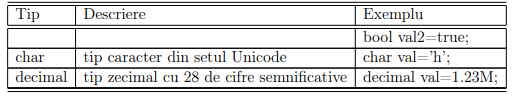 Tip Descriere Exemplu
bool val2=true;
char tip caracter din setul Unicode char val='h';
decimal tip zecimal cu 28 de cifre semnificative decimal val=1.23M;